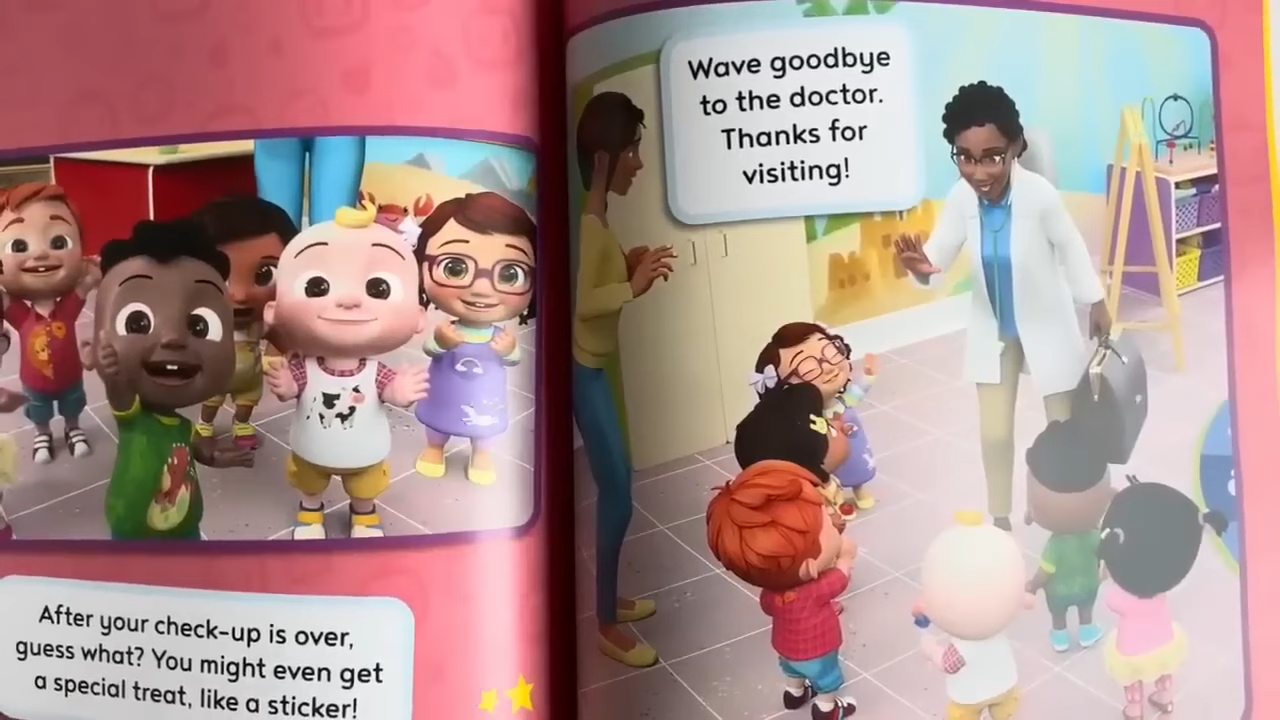 After your check-up is over,
guess what? You might even get
a special treat, like a sticker!
Wave goodbye
to the doctor.
Thanks for
visiting!